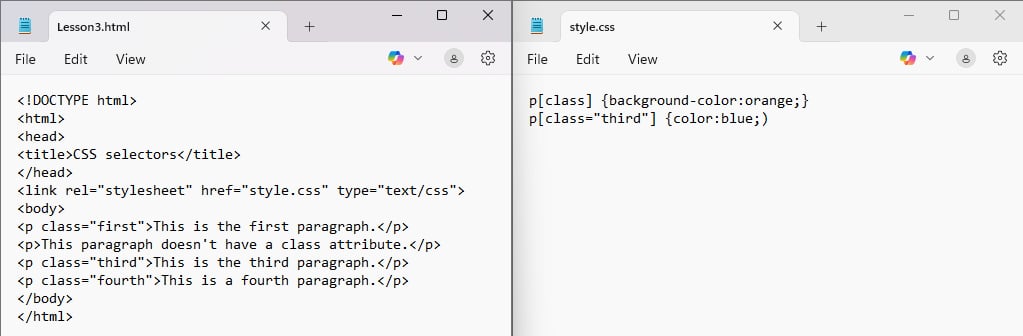 Lesson3.html
File Edit View
<!DOCTYPE html>
<html>
<head>
<title>CSS selectors</title>
</head>
<link rel="stylesheet" href="style.css" type="text/css">
<body>
<p class="first">This is the first paragraph.</p>
<p>This paragraph doesn't have a class attribute.</p>
<p class="third">This is the third paragraph.</p>
<p class="fourth">This is a fourth paragraph.</p>
</body>
</html>
style.css
File Edit View
p[class] {background-color:orange;}
p[class="third"] {color:blue;)